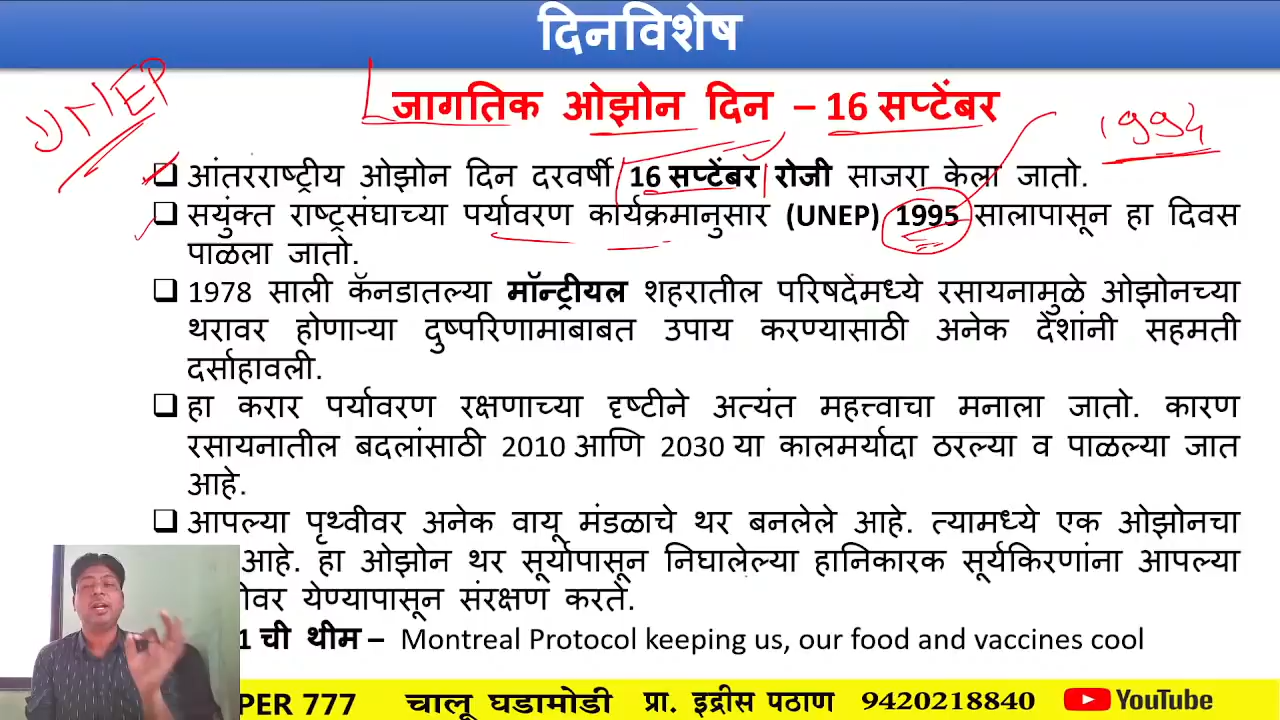 दिनविशेष
UNEP
जागतिक ओझोन दिन – 16 सप्टेंबर
1994
❑ आंतरराष्ट्रीय ओझोन दिन दरवर्षी 16 सप्टेंबर रोजी साजरा केला जातो.
❑ सयुंक्त राष्ट्रसंघाच्या पर्यावरण कार्यक्रमानुसार (UNEP) 1995 सालापासून हा दिवस
पाळला जातो.
❑ 1978 साली कॅनडातल्या मॉन्ट्रीयल शहरातील परिषदेंमध्ये रसायनामुळे ओझोनच्या
थरावर होणाऱ्या दुष्परिणामाबाबत उपाय करण्यासाठी अनेक देशांनी सहमती
दर्साहावली.
❑ हा करार पर्यावरण रक्षणाच्या दृष्टीने अत्यंत महत्त्वाचा मनाला जातो. कारण
रसायनातील बदलांसाठी 2010 आणि 2030 या कालमर्यादा ठरल्या व पाळल्या जात
आहे.
❑ आपल्या पृथ्वीवर अनेक वायू मंडळाचे थर बनलेले आहे. त्यामध्ये एक ओझोनचा
आहे. हा ओझोन थर सूर्यापासून निघालेल्या हानिकारक सूर्यकिरणांना आपल्या
येण्यापासून संरक्षण करते.
1 ची थीम – Montreal Protocol keeping us, our food and vaccines cool
PER 777 चालू घडामोडी प्रा. इद्रीस पठाण 9420218840 YouTube